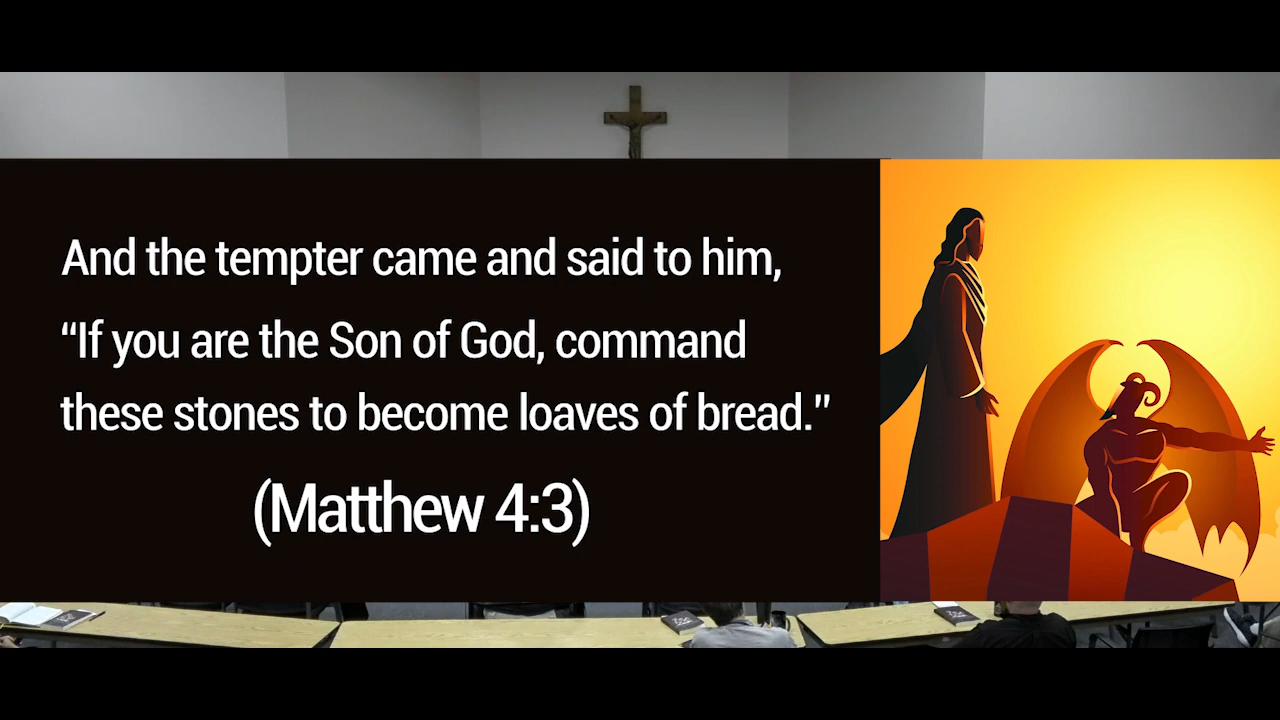 And the tempter came and said to him,
“If you are the Son of God, command
these stones to become loaves of bread.”
(Matthew 4:3)